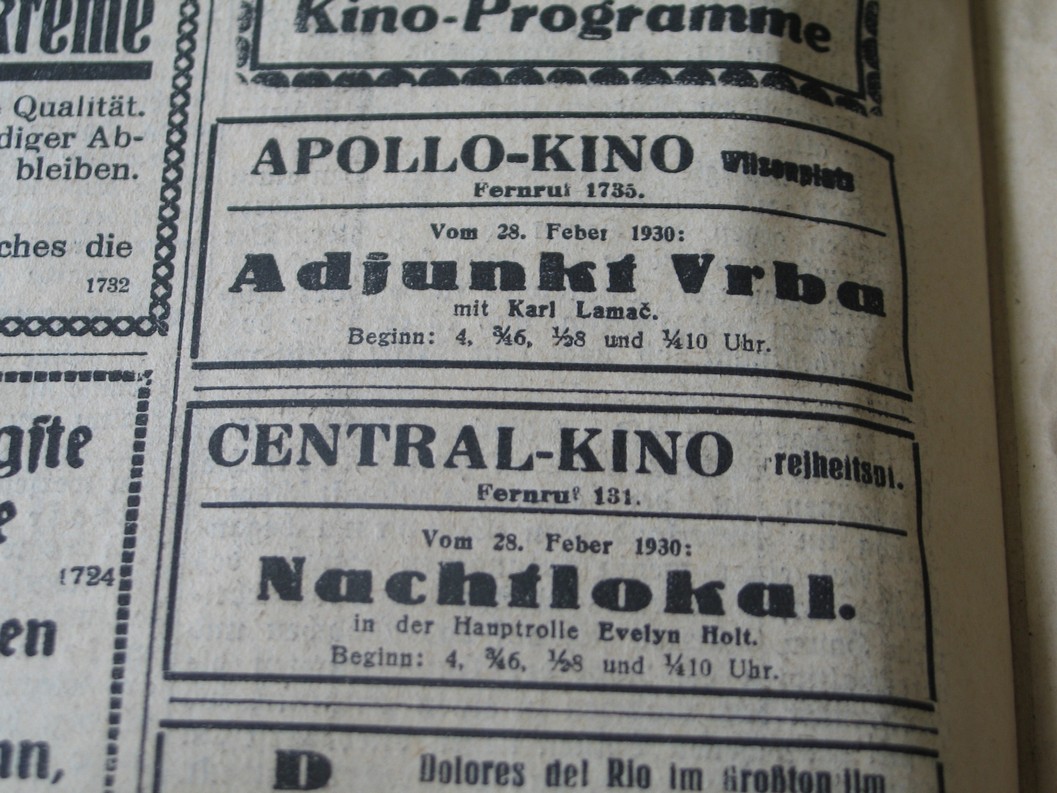 Kino-Programme
Qualität.
diger Ab-
bleiben.
ches die
1732
gste
1724
en
APOLLO-KINO Wilsonplatz
Fernruf 1735.
Vom 28. Feber 1930:
Adjunkt Vrba
mit Karl Lamač.
Beginn: 4, ¾6, ½8 und ¼10 Uhr.
CENTRAL-KINO reiheitspl.
Fernruf 131.
Vom 28. Feber 1930:
Nachtlokal.
in der Hauptrolle Evelyn Holt.
Beginn: 4, ¾6, ½8 und ¼10 Uhr.
D Dolores del Rio im